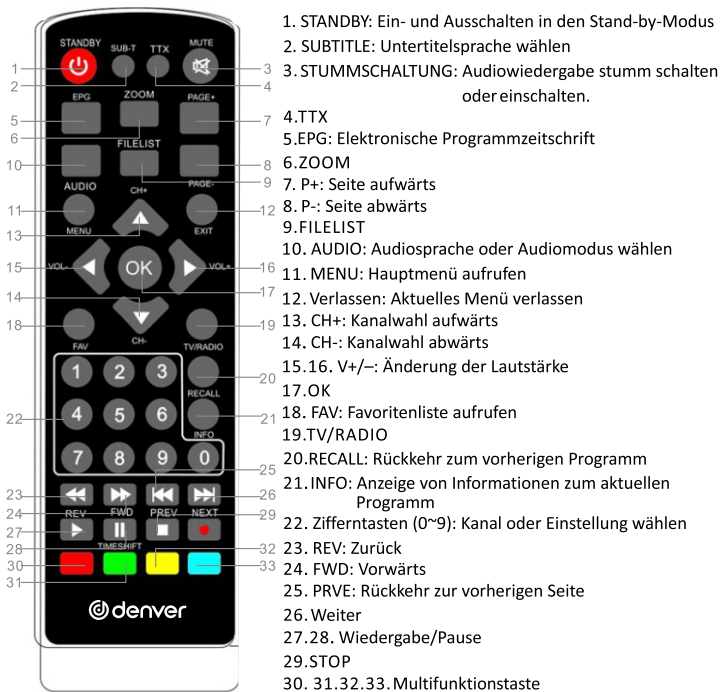 STANDBY
SUB-T TTX
MUTE
1
3
2
4
EPG
ZOOM
PAGE+
5
7
6
FILELIST
10
8
AUDIO
CH+
PAGE-
9
11
12
MENU
EXIT
13
VOL-
OK
VOL+
15
16
17
14
18
19
FAV
CH-
TV/RADIO
1 2 3
20
RECALL
4 5 6
22
21
INFO
7 8 9 0
25
23
26
24
REV FWD PREV NEXT
29
27
28
TIMESHIFT
32
30
33
31
denver
1. STANDBY: Ein- und Ausschalten in den Stand-by-Modus
2. SUBTITLE: Untertitelsprache wählen
3. STUMMSCHALTUNG: Audiowiedergabe stumm schalten
oder einschalten.
4.TTX
5.EPG: Elektronische Programmzeitschrift
6.ZOOM
7. P+: Seite aufwärts
8. P-: Seite abwärts
9.FILELIST
10. AUDIO: Audiosprache oder Audiomodus wählen
11. MENU: Hauptmenü aufrufen
12. Verlassen: Aktuelles Menü verlassen
13. CH+: Kanalwahl aufwärts
14. CH-: Kanalwahl abwärts
15.16. V+/–: Änderung der Lautstärke
17.OK
18. FAV: Favoritenliste aufrufen
19.TV/RADIO
20.RECALL: Rückkehr zum vorherigen Programm
21. INFO: Anzeige von Informationen zum aktuellen
Programm
22. Zifferntasten (0~9): Kanal oder Einstellung wählen
23. REV: Zurück
24. FWD: Vorwärts
25. PRVE: Rückkehr zur vorherigen Seite
26.Weiter
27.28. Wiedergabe/Pause
29.STOP
30. 31.32.33.Multifunktionstaste